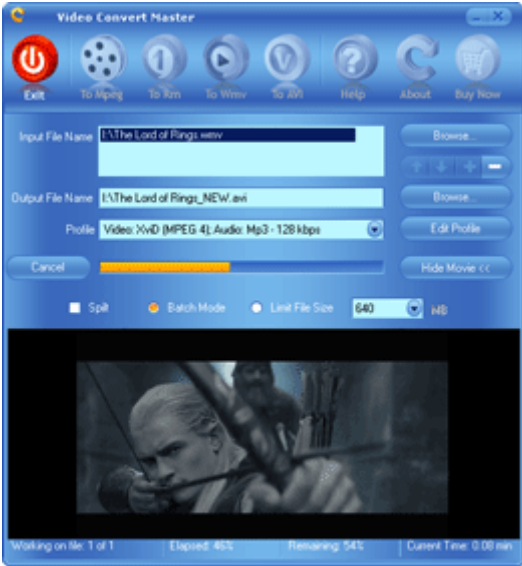 Video Convert Master
Exit To Mpeg To Rm To Wmv To AVI Help About Buy Now
Input File Name I:\The Lord of Rings.wmv Browse...
Output File Name I:\The Lord of Rings_NEW.avi Browse...
Profile Video: XviD (MPEG 4); Audio: Mp3 - 128 kbps Edit Profile
Cancel Hide Movie <<
Split Batch Mode Limit File Size 640 MB
Working on file: 1 of 1 Elapsed: 46% Remaining: 54% Current Time: 0.08 min